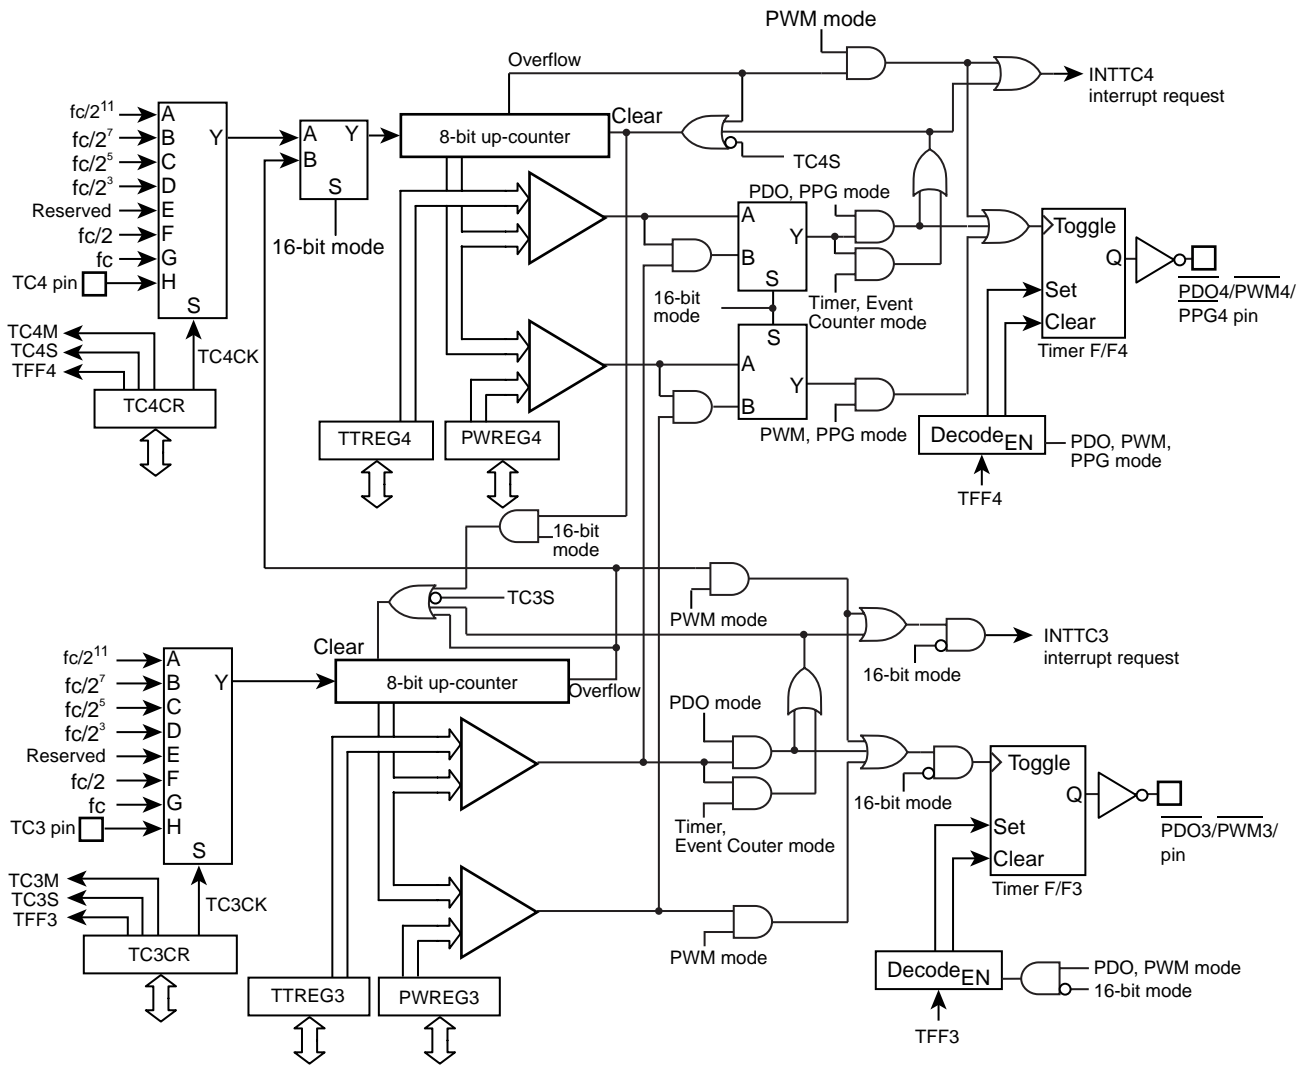 PWM mode
Overflow
INTTC4
interrupt request
fc/2¹¹
fc/2⁷
fc/2⁵
fc/2³
Reserved
fc/2
fc
TC4 pin
A
B
C
D
E
F
G
H
Y
S
A
B
Y
S
16-bit mode
8-bit up-counter
Clear
TC4S
PDO, PPG mode
A
B
Y
S
16-bit
mode
Timer, Event
Counter mode
S
A
B
Y
PWM, PPG mode
Toggle
Q
Set
Clear
Timer F/F4
PDO4/PWM4/
PPG4 pin
TC4M
TC4S
TFF4
TC4CK
TC4CR
TTREG4
PWREG4
Decode EN
PDO, PWM,
PPG mode
TFF4
16-bit
mode
TC3S
PWM mode
INTTC3
interrupt request
16-bit mode
Clear
8-bit up-counter
Overflow
fc/2¹¹
fc/2⁷
fc/2⁵
fc/2³
Reserved
fc/2
fc
TC3 pin
A
B
C
D
E
F
G
H
Y
S
PDO mode
Timer,
Event Couter mode
16-bit mode
Toggle
Q
Set
Clear
Timer F/F3
PDO3/PWM3/
pin
TC3M
TC3S
TFF3
TC3CK
TC3CR
TTREG3
PWREG3
PWM mode
Decode EN
PDO, PWM mode
16-bit mode
TFF3